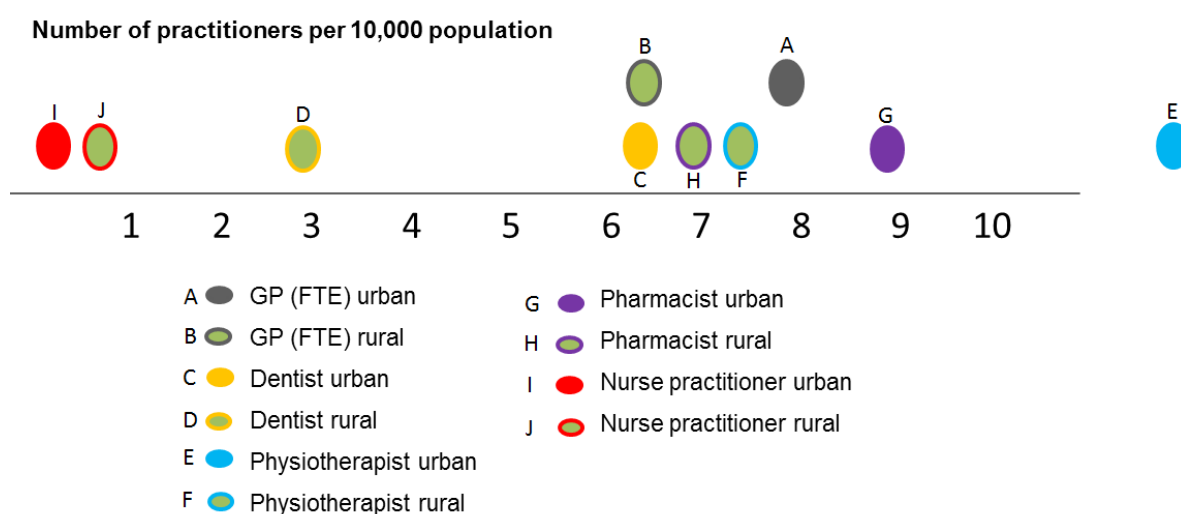 Number of practitioners per 10,000 population
B A
I J D G E
C H F
1 2 3 4 5 6 7 8 9 10
A GP (FTE) urban
B GP (FTE) rural
C Dentist urban
D Dentist rural
E Physiotherapist urban
F Physiotherapist rural
G Pharmacist urban
H Pharmacist rural
I Nurse practitioner urban
J Nurse practitioner rural